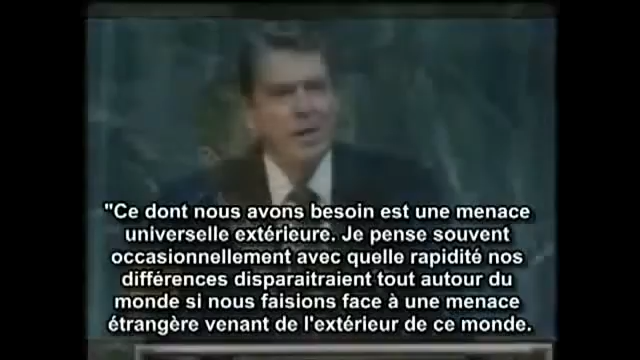 "Ce dont nous avons besoin est une menace
universelle extérieure. Je pense souvent
occasionnellement avec quelle rapidité nos
différences disparaitraient tout autour du
monde si nous faisions face à une menace
étrangère venant de l'extérieur de ce monde.